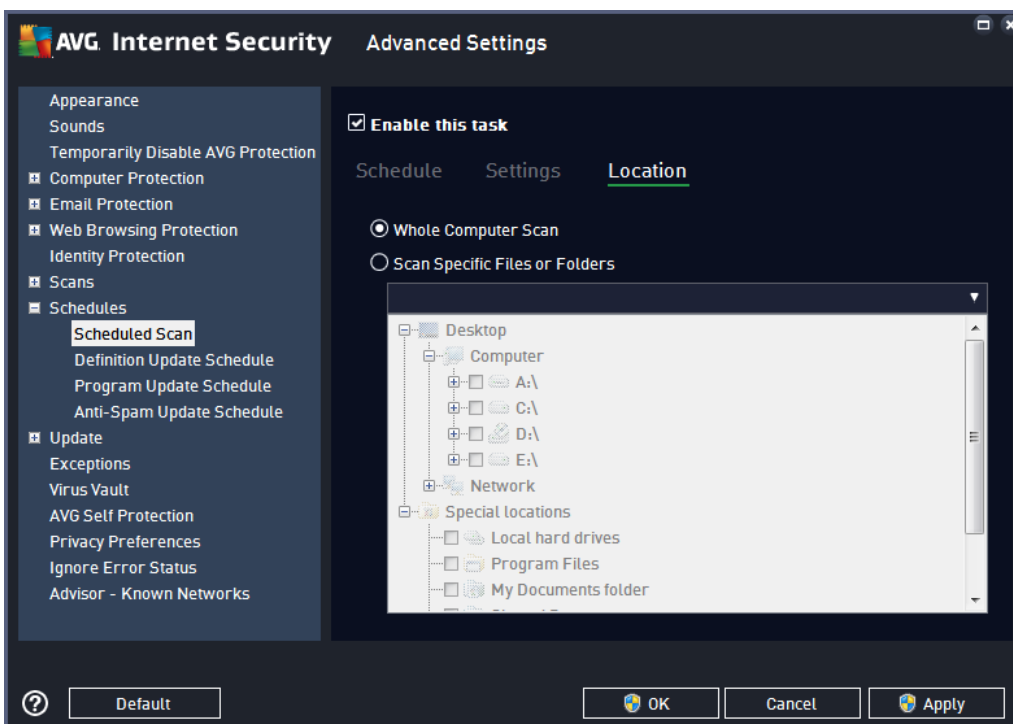 AVG. Internet Security Advanced Settings
Appearance
Sounds
Temporarily Disable AVG Protection
Computer Protection
Email Protection
Web Browsing Protection
Identity Protection
Scans
Schedules
Scheduled Scan
Definition Update Schedule
Program Update Schedule
Anti-Spam Update Schedule
Update
Exceptions
Virus Vault
AVG Self Protection
Privacy Preferences
Ignore Error Status
Advisor - Known Networks
Enable this task
Schedule Settings Location
Whole Computer Scan
Scan Specific Files or Folders
Desktop
Computer
A:\
C:\
D:\
E:\
Network
Special locations
Local hard drives
Program Files
My Documents folder
Default OK Cancel Apply